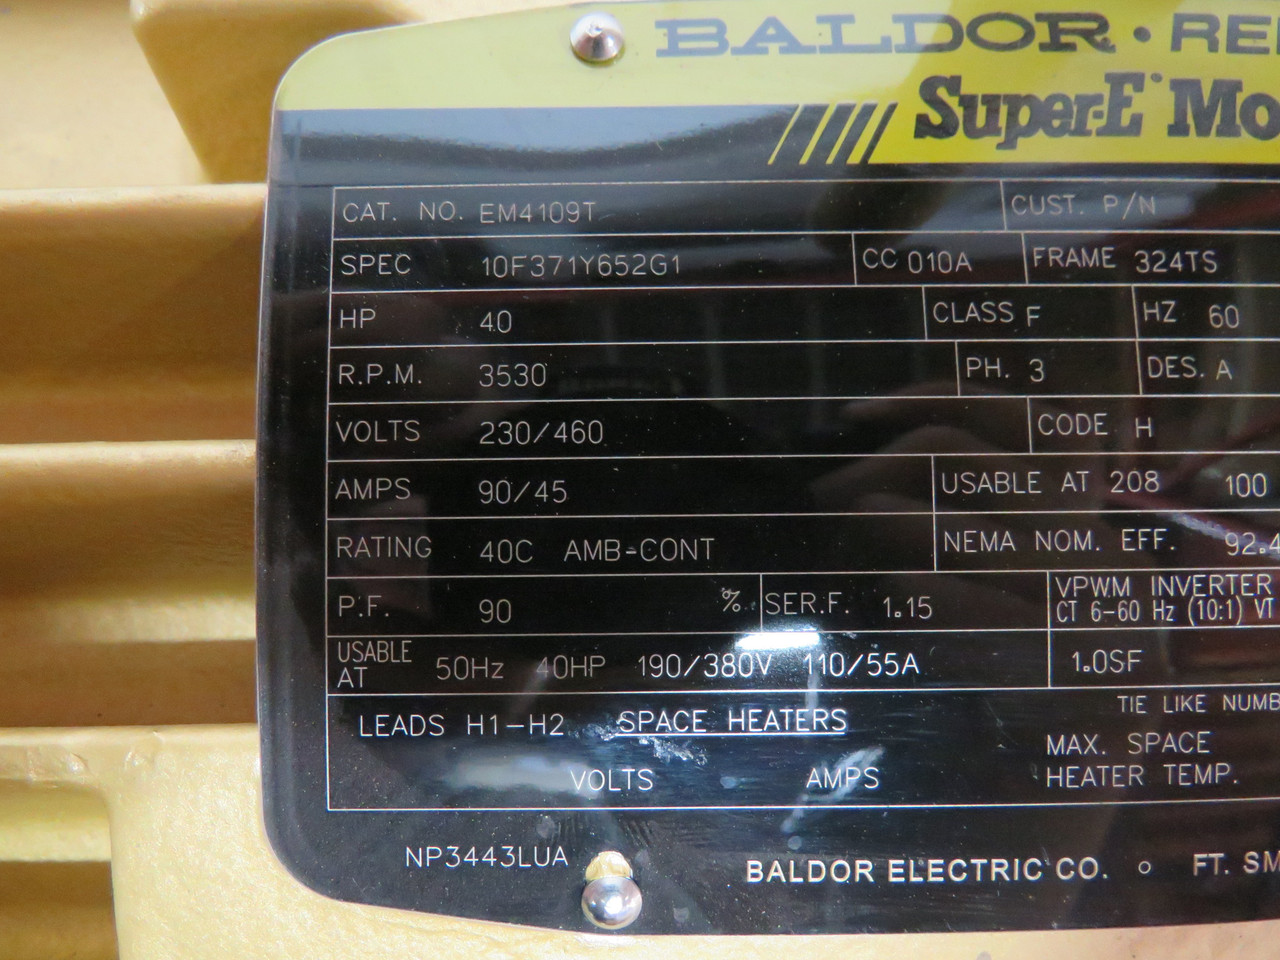 BALDOR • RE
Super-E Mo
CAT. NO. EM4109T CUST. P/N
SPEC 10F371Y652G1 CC 010A FRAME 324TS
HP 40 CLASS F HZ 60
R.P.M. 3530 PH. 3 DES. A
VOLTS 230/460 CODE H
AMPS 90/45 USABLE AT 208 100
RATING 40C AMB-CONT NEMA NOM. EFF. 92.4
P.F. 90 % SER.F. 1.15 VPWM INVERTER
CT 6-60 Hz (10:1) VT
USABLE AT 50Hz 40HP 190/380V 110/55A 1.0SF
LEADS H1-H2 SPACE HEATERS TIE LIKE NUMB
VOLTS AMPS MAX. SPACE
HEATER TEMP.
NP3443LUA
BALDOR ELECTRIC CO. FT. SM